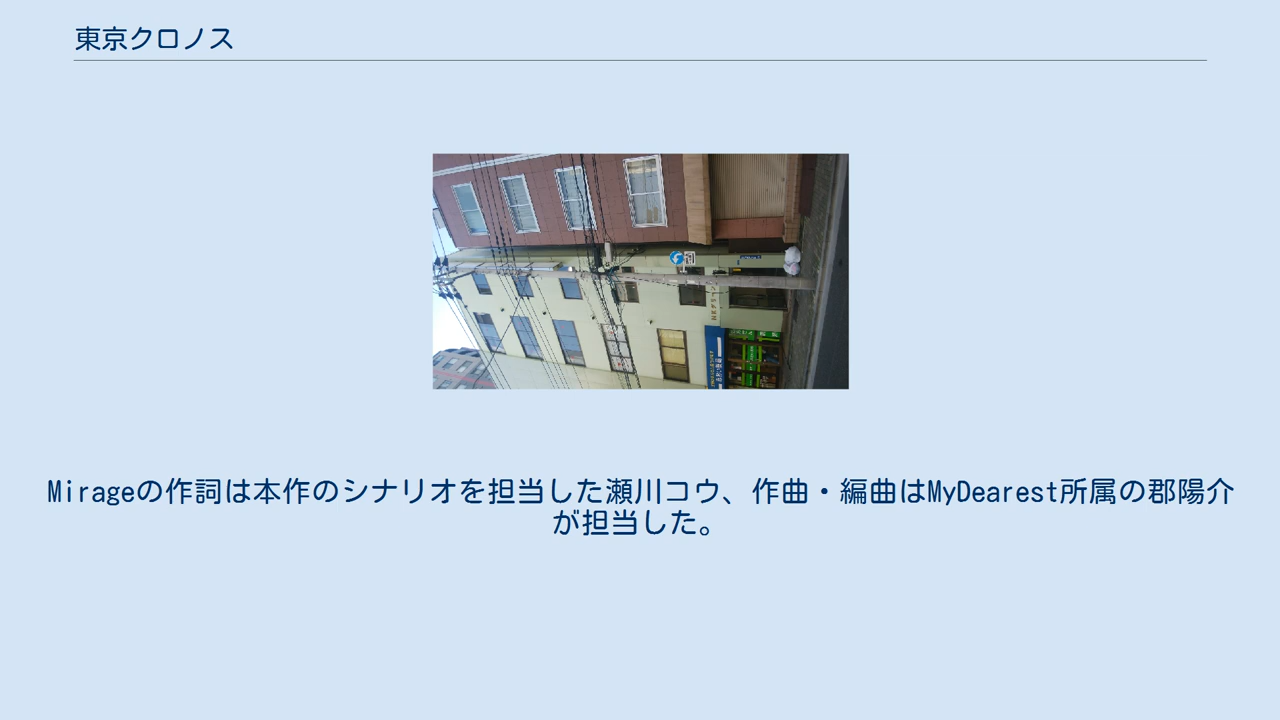 東京クロノス
Mirageの作詞は本作のシナリオを担当した瀬川コウ、作曲・編曲はMyDearest所属の郡陽介
が担当した。